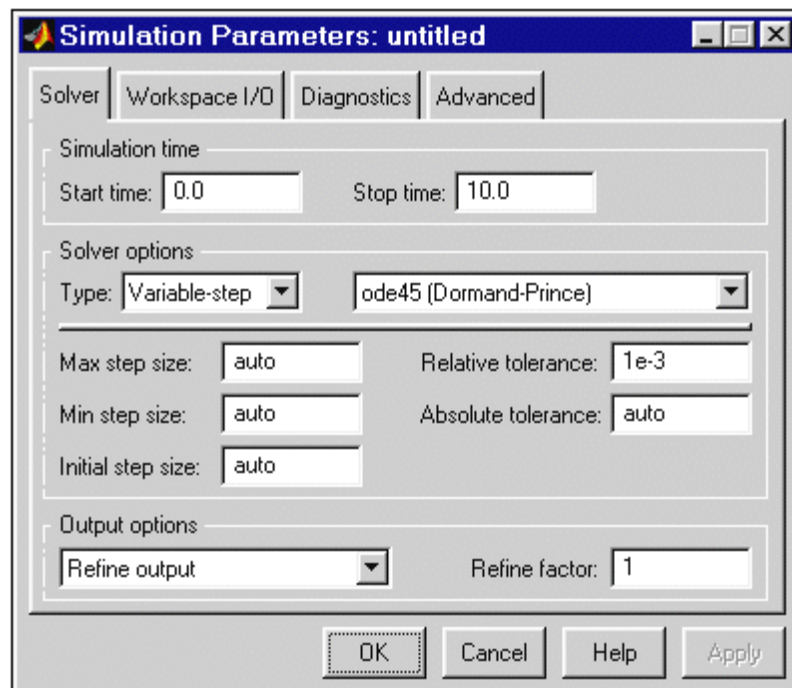 Simulation Parameters: untitled
Solver Workspace I/O Diagnostics Advanced
Simulation time
Start time: 0.0 Stop time: 10.0
Solver options
Type: Variable-step ode45 (Dormand-Prince)
Max step size: auto Relative tolerance: 1e-3
Min step size: auto Absolute tolerance: auto
Initial step size: auto
Output options
Refine output Refine factor: 1
OK Cancel Help Apply